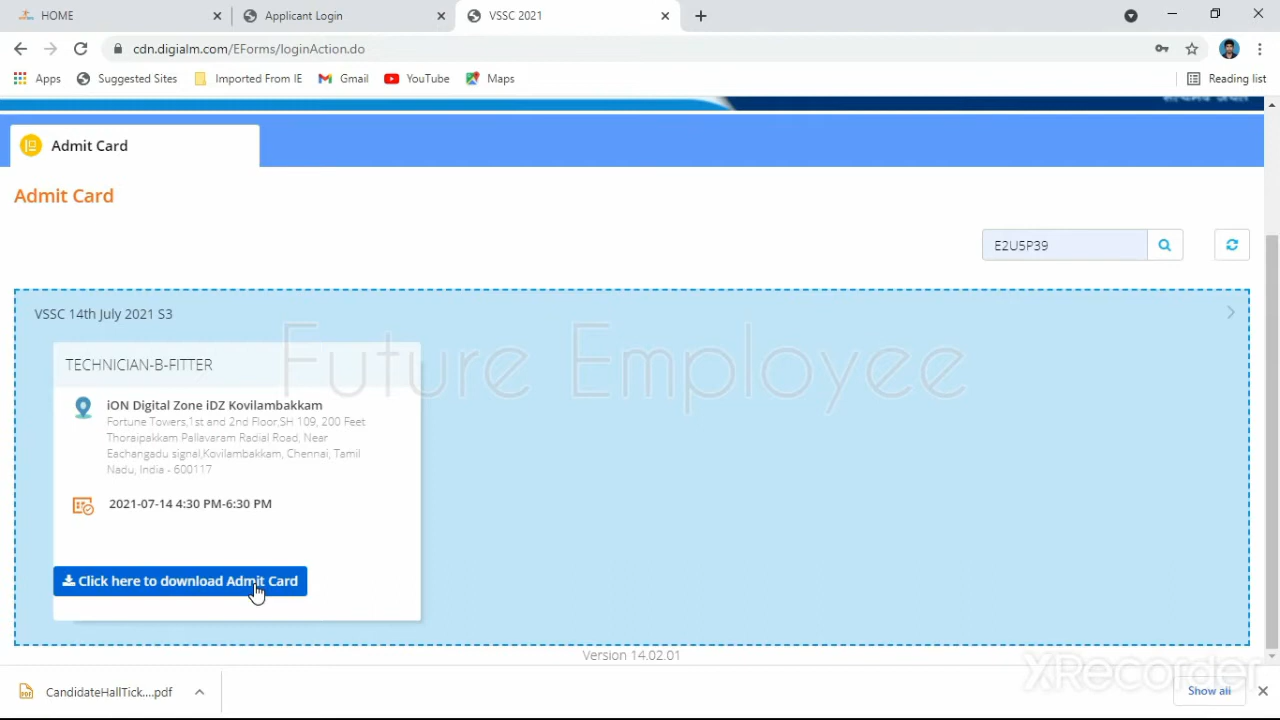 HOME
Applicant Login
VSSC 2021
cdn.digialm.com/EForms/loginAction.do
Apps
Suggested Sites
Imported From IE
Gmail
YouTube
Maps
Reading list
Admit Card
Admit Card
E2U5P39
VSSC 14th July 2021 S3
Future Employee
TECHNICIAN-B-FITTER
iON Digital Zone iDZ Kovilambakkam
Fortune Towers,1st and 2nd Floor,SH 109, 200 Feet
Thoraipakkam Pallavaram Radial Road, Near
Eachangadu signal,Kovilambakkam, Chennai, Tamil
Nadu, India - 600117
2021-07-14 4:30 PM-6:30 PM
Click here to download Admit Card
Version 14.02.01
XRecorder
CandidateHallTick....pdf
Show all